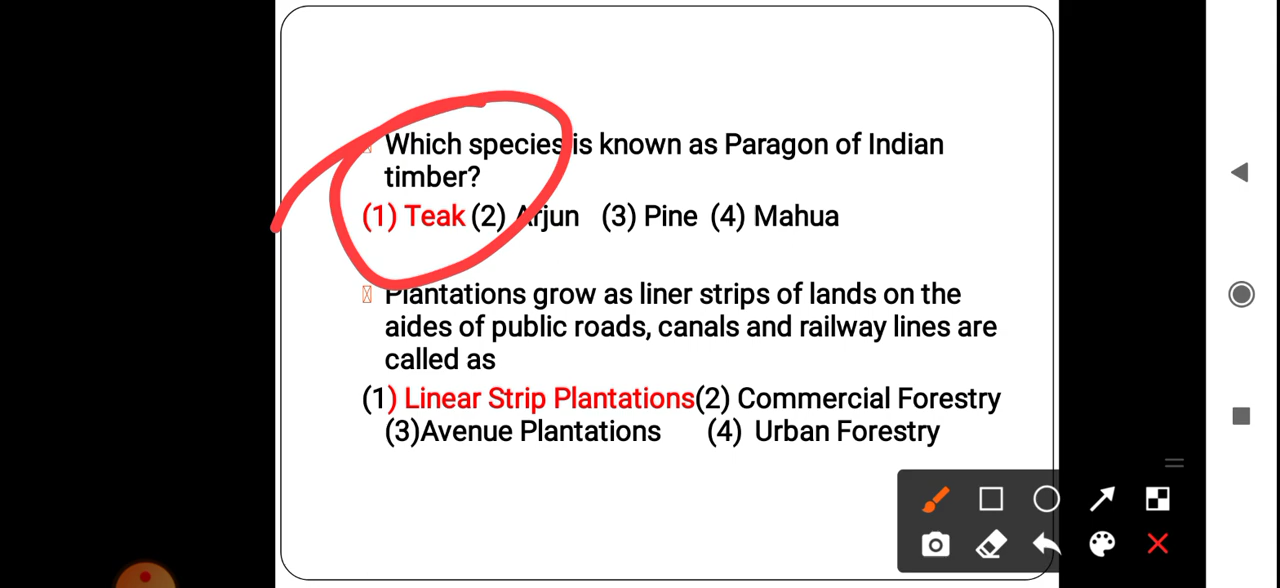 Which species is known as Paragon of Indian
timber?
(1) Teak (2) Arjun (3) Pine (4) Mahua
Plantations grow as liner strips of lands on the
aides of public roads, canals and railway lines are
called as
(1) Linear Strip Plantations(2) Commercial Forestry
(3)Avenue Plantations (4) Urban Forestry